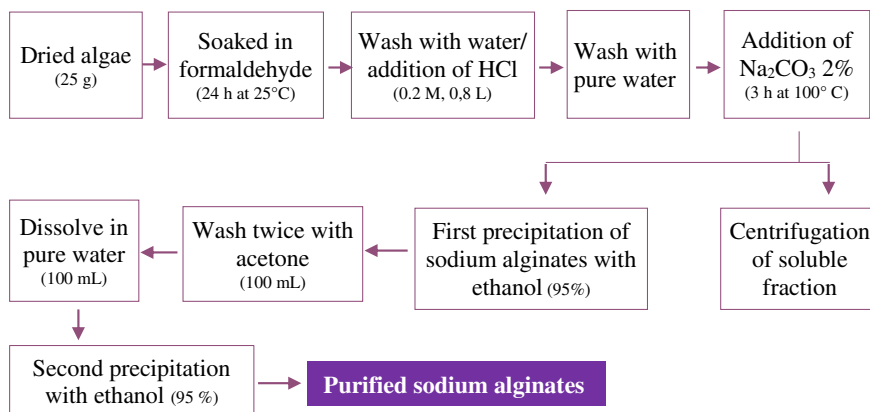 Dried algae
(25 g)
Soaked in
formaldehyde
(24 h at 25°C)
Wash with water/
addition of HCl
(0.2 M, 0,8 L)
Wash with
pure water
Addition of
Na₂CO₃ 2%
(3 h at 100° C)
Dissolve in
pure water
(100 mL)
Wash twice with
acetone
(100 mL)
First precipitation of
sodium alginates with
ethanol (95%)
Centrifugation
of soluble
fraction
Second precipitation
with ethanol (95 %)
Purified sodium alginates